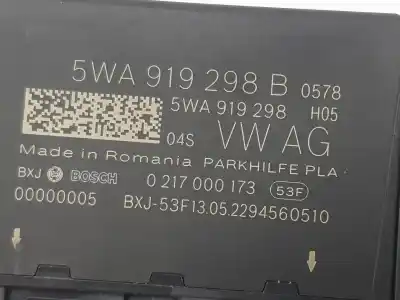 5WA 919 298 B 0578
5WA 919 298 H05
04S VW AG
Made in Romania PARKHILFE PLA
BXJ BOSCH 0 217 000 173 53F
00000005 BXJ-53F13.05.2294560510